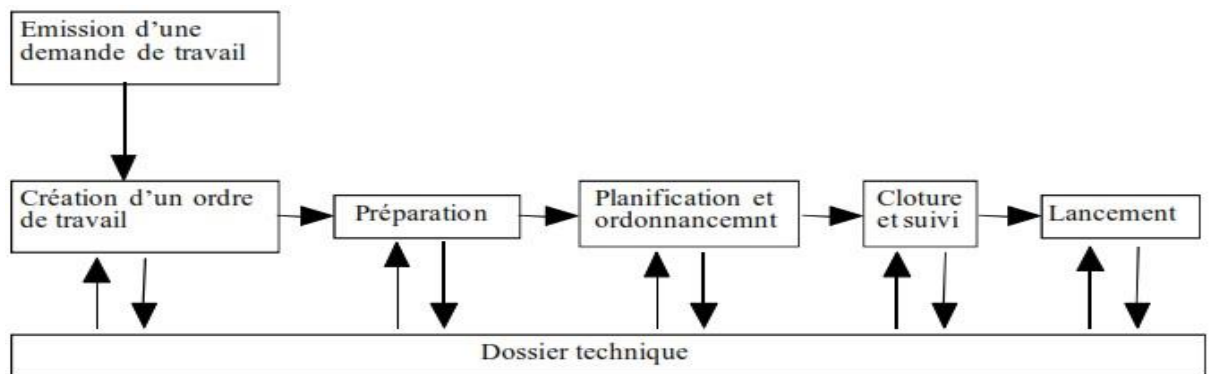 Emission d'une
demande de travail
Création d'un ordre
de travail
Préparation
Planification et
ordonnancemnt
Cloture
et suivi
Lancement
Dossier technique